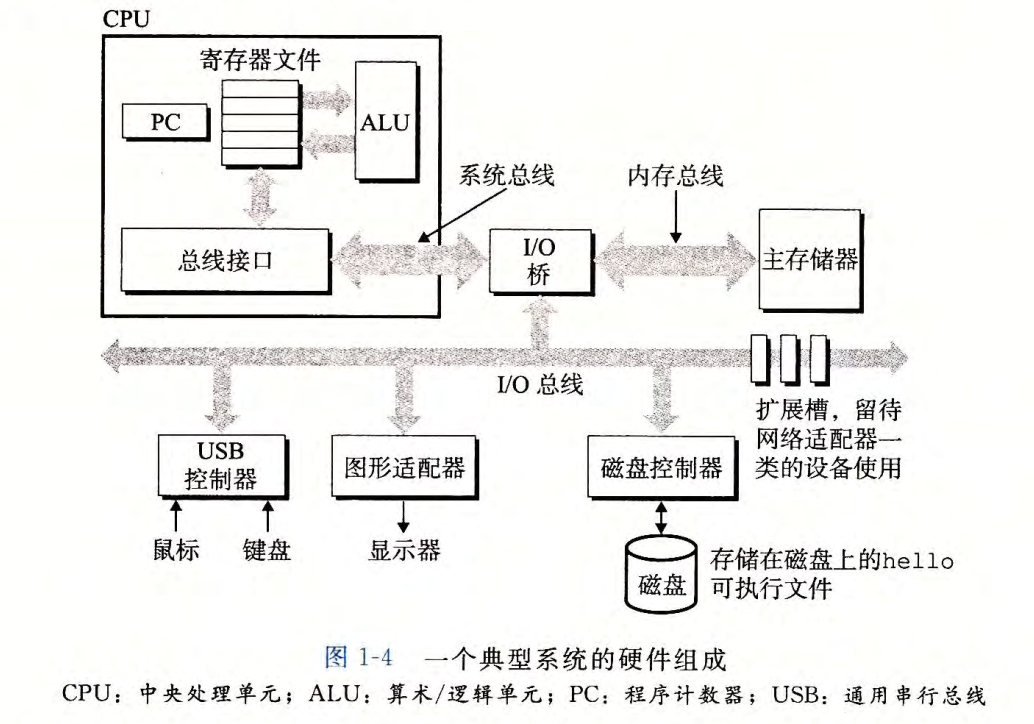 CPU
寄存器文件
PC
ALU
系统总线
内存总线
总线接口
I/O
桥
主存储器
I/O 总线
扩展槽，留待
网络适配器一
类的设备使用
USB
控制器
图形适配器
磁盘控制器
鼠标
键盘
显示器
磁盘
存储在磁盘上的hello
可执行文件
图 1-4 一个典型系统的硬件组成
CPU：中央处理单元；ALU：算术/逻辑单元；PC：程序计数器；USB：通用串行总线